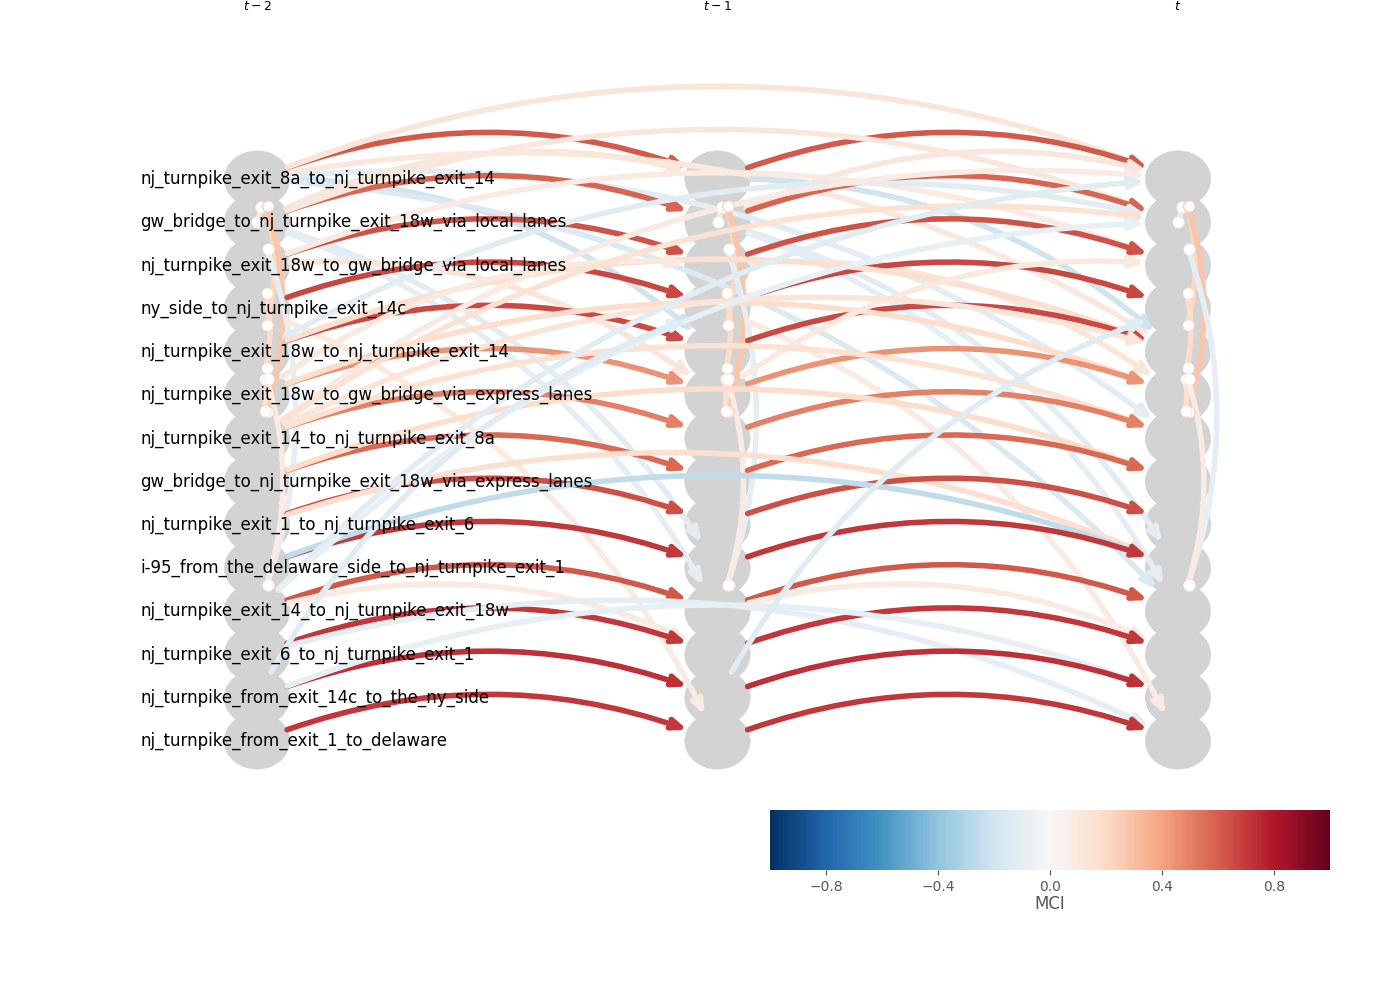 t − 2 t − 1 t
nj_turnpike_exit_8a_to_nj_turnpike_exit_14
gw_bridge_to_nj_turnpike_exit_18w_via_local_lanes
nj_turnpike_exit_18w_to_gw_bridge_via_local_lanes
ny_side_to_nj_turnpike_exit_14c
nj_turnpike_exit_18w_to_nj_turnpike_exit_14
nj_turnpike_exit_18w_to_gw_bridge_via_express_lanes
nj_turnpike_exit_14_to_nj_turnpike_exit_8a
gw_bridge_to_nj_turnpike_exit_18w_via_express_lanes
nj_turnpike_exit_1_to_nj_turnpike_exit_6
i-95_from_the_delaware_side_to_nj_turnpike_exit_1
nj_turnpike_exit_14_to_nj_turnpike_exit_18w
nj_turnpike_exit_6_to_nj_turnpike_exit_1
nj_turnpike_from_exit_14c_to_the_ny_side
nj_turnpike_from_exit_1_to_delaware
−0.8 −0.4 0.0 0.4 0.8
MCI